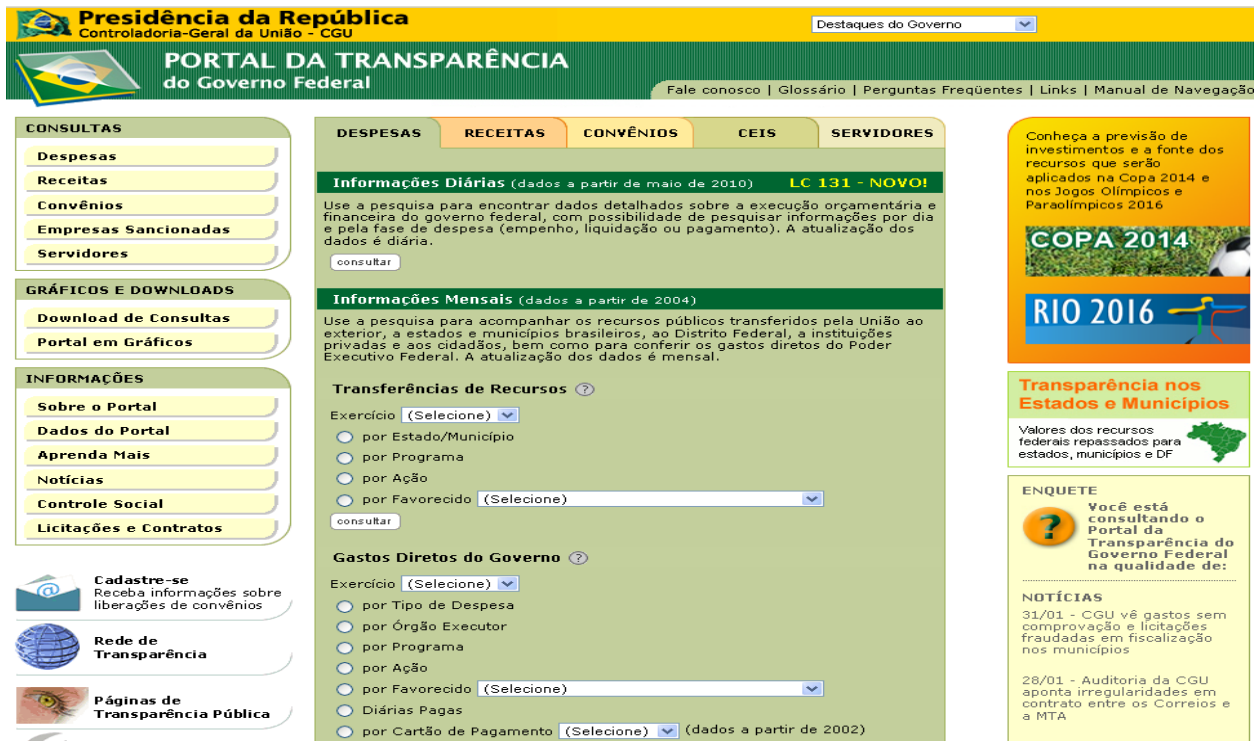 Presidência da República
Controladoria-Geral da União - CGU
Destaques do Governo
PORTAL DA TRANSPARÊNCIA
do Governo Federal
Fale conosco | Glossário | Perguntas Freqüentes | Links | Manual de Navegação
CONSULTAS
Despesas
Receitas
Convênios
Empresas Sancionadas
Servidores
GRÁFICOS E DOWNLOADS
Download de Consultas
Portal em Gráficos
INFORMAÇÕES
Sobre o Portal
Dados do Portal
Aprenda Mais
Notícias
Controle Social
Licitações e Contratos
Cadastre-se
Receba informações sobre
liberações de convênios
Rede de
Transparência
Páginas de
Transparência Pública
DESPESAS RECEITAS CONVÊNIOS CEIS SERVIDORES
Informações Diárias (dados a partir de maio de 2010) LC 131 - NOVO!
Use a pesquisa para encontrar dados detalhados sobre a execução orçamentária e
financeira do governo federal, com possibilidade de pesquisar informações por dia
e pela fase de despesa (empenho, liquidação ou pagamento). A atualização dos
dados é diária.
consultar
Informações Mensais (dados a partir de 2004)
Use a pesquisa para acompanhar os recursos públicos transferidos pela União ao
exterior, a estados e municípios brasileiros, ao Distrito Federal, a instituições
privadas e aos cidadãos, bem como para conferir os gastos diretos do Poder
Executivo Federal. A atualização dos dados é mensal.
Transferências de Recursos ?
Exercício (Selecione)
por Estado/Município
por Programa
por Ação
por Favorecido (Selecione)
consultar
Gastos Diretos do Governo ?
Exercício (Selecione)
por Tipo de Despesa
por Órgão Executor
por Programa
por Ação
por Favorecido (Selecione)
Diárias Pagas
por Cartão de Pagamento (Selecione) (dados a partir de 2002)
Conheça a previsão de
investimentos e a fonte dos
recursos que serão
aplicados na Copa 2014 e
nos Jogos Olímpicos e
Paraolímpicos 2016
COPA 2014
RIO 2016
Transparência nos
Estados e Municípios
Valores dos recursos
federais repassados para
estados, municípios e DF
ENQUETE
?
Você está
consultando o
Portal da
Transparência do
Governo Federal
na qualidade de:
NOTÍCIAS
31/01 - CGU vê gastos sem
comprovação e licitações
fraudadas em fiscalização
nos municípios
28/01 - Auditoria da CGU
aponta irregularidades em
contrato entre os Correios e
a MTA